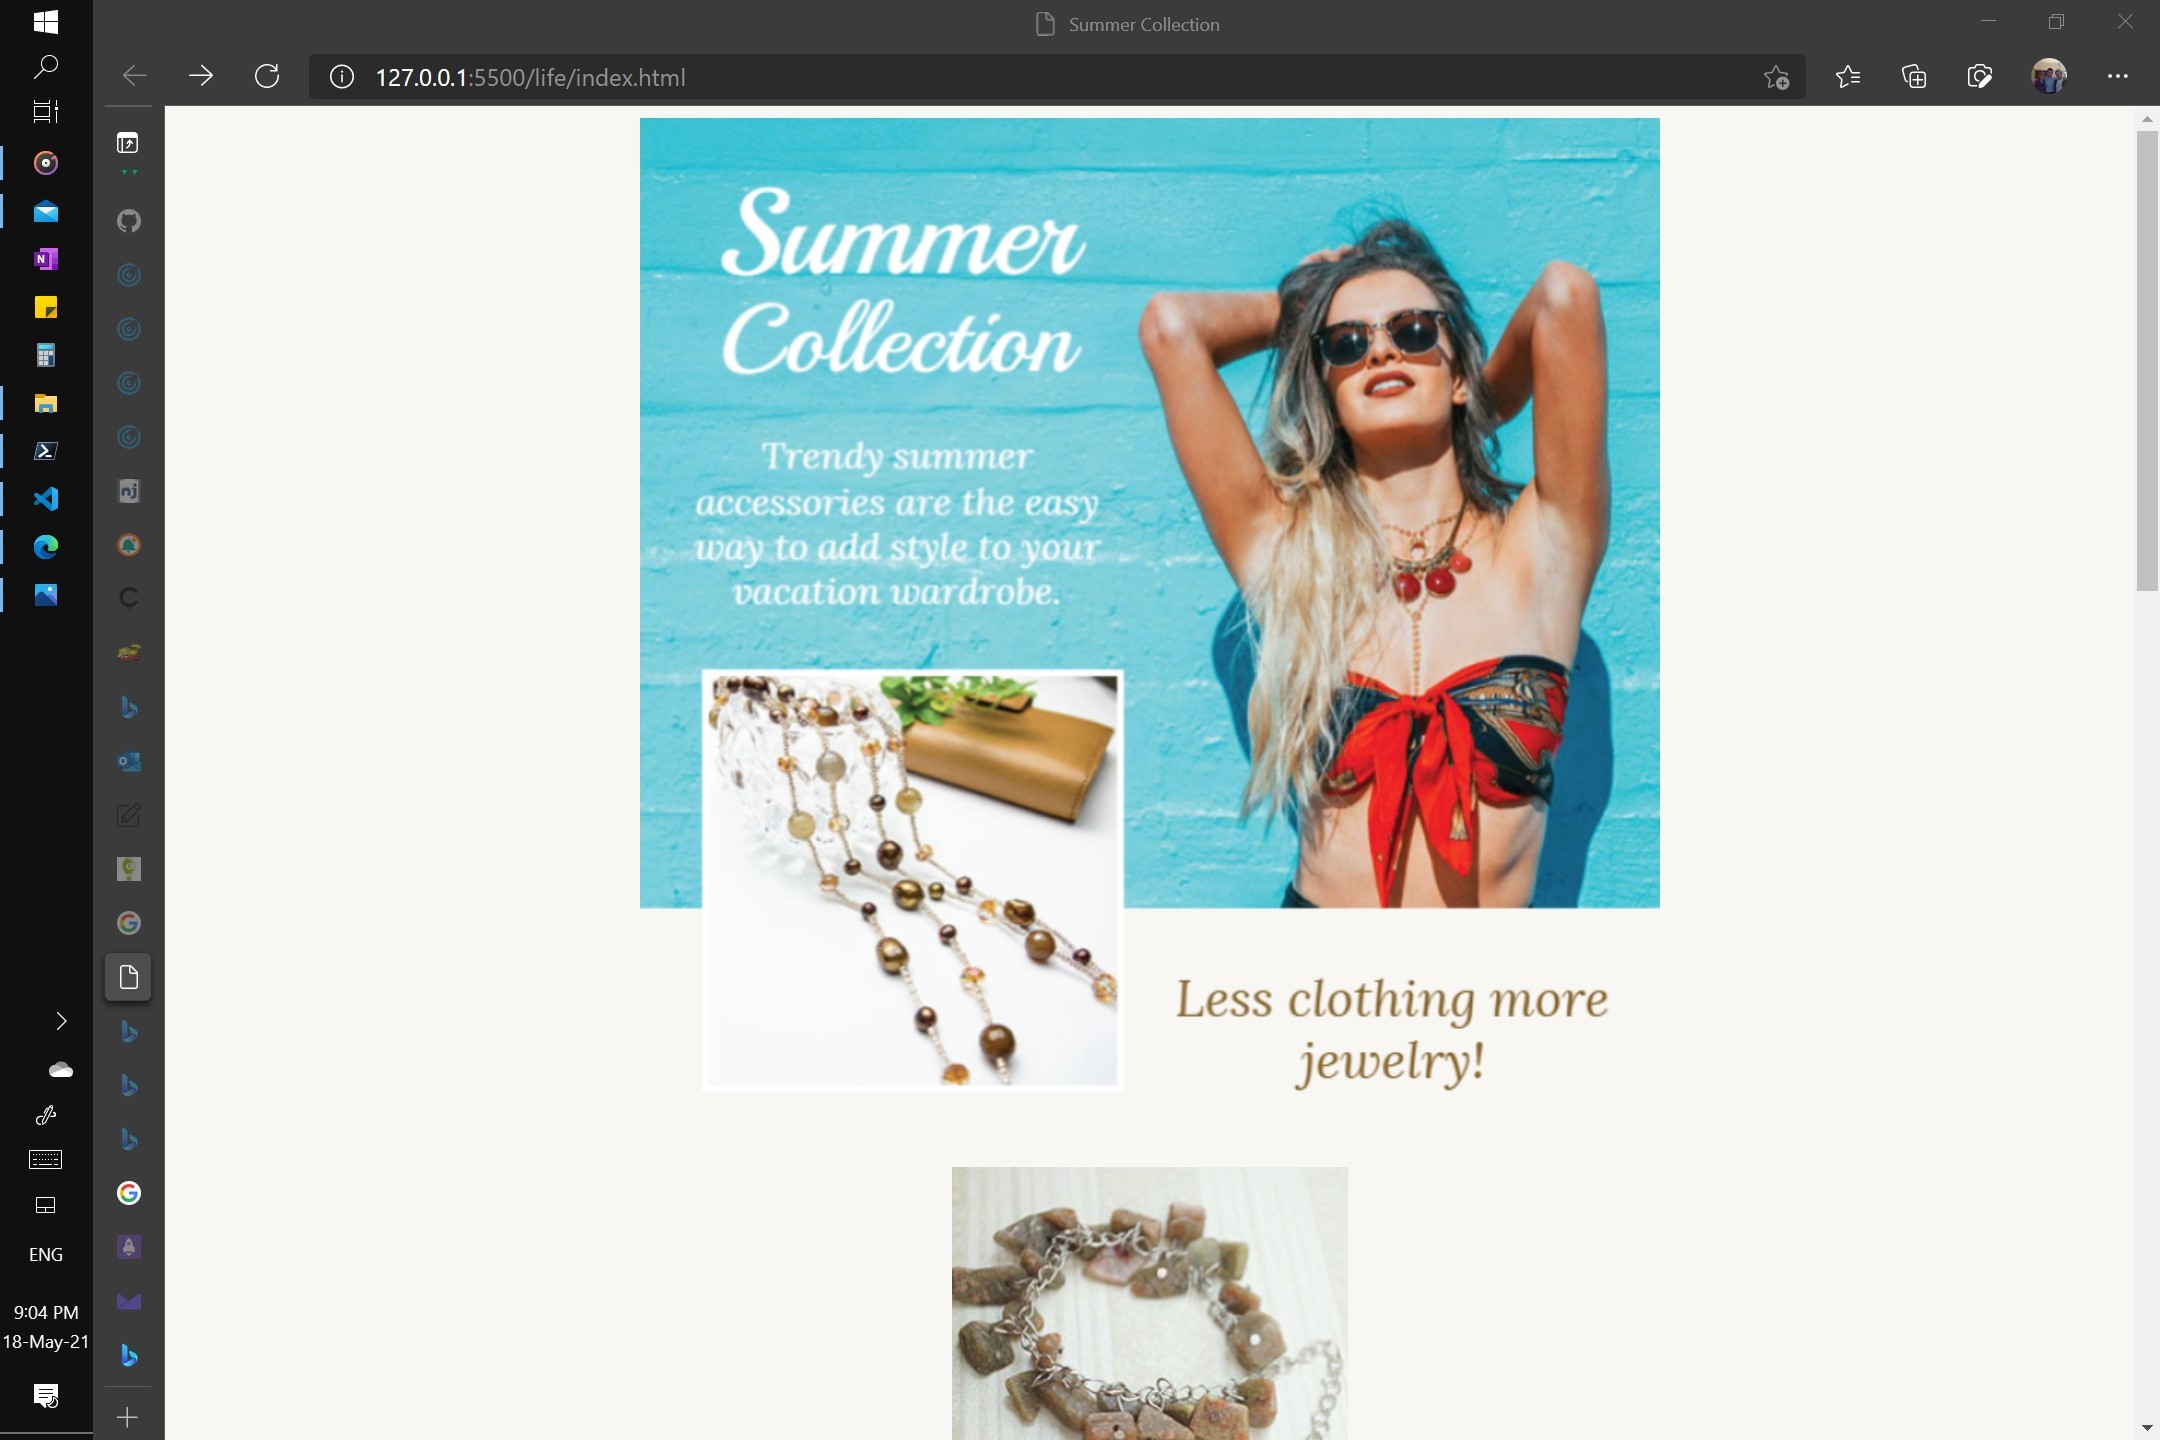 Summer Collection
127.0.0.1:5500/life/index.html
Summer
Collection
Trendy summer
accessories are the easy
way to add style to your
vacation wardrobe.
Less clothing more
jewelry!
N
nj
ENG
9:04 PM
18-May-21